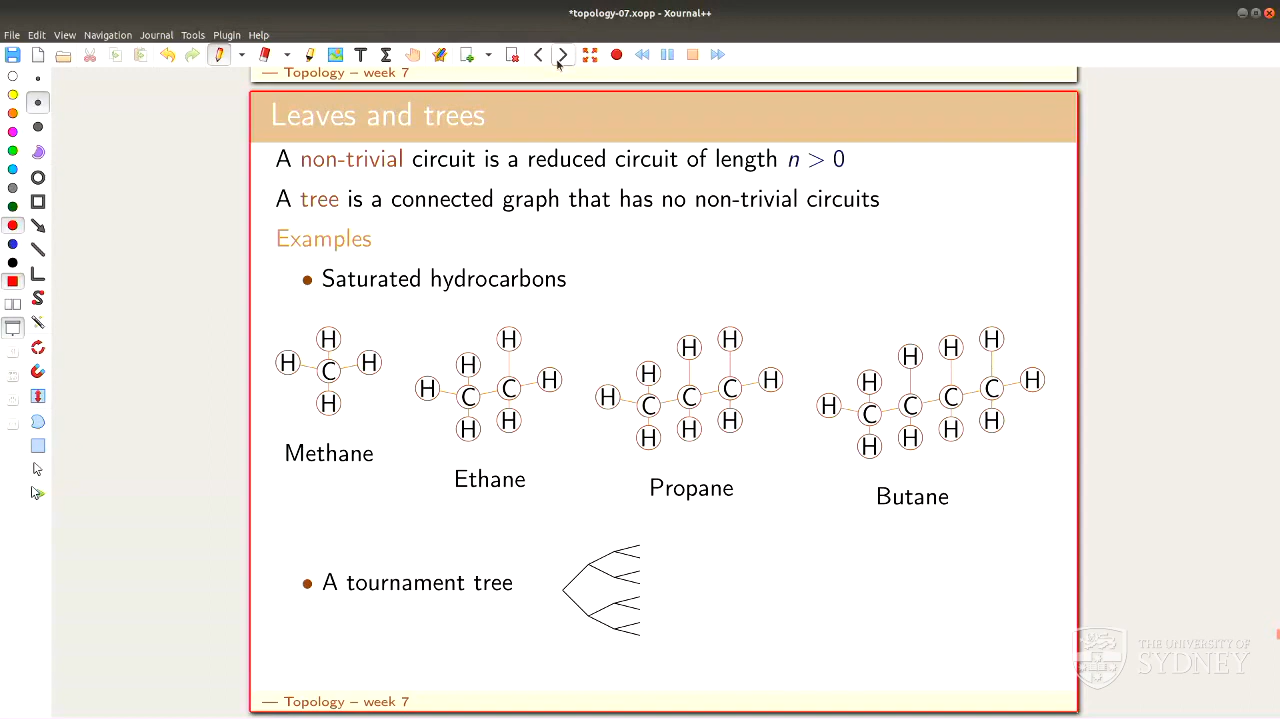 *topology-07.xopp - Xournal++
File Edit View Navigation Journal Tools Plugin Help
— Topology – week 7
Leaves and trees
A non-trivial circuit is a reduced circuit of length n > 0
A tree is a connected graph that has no non-trivial circuits
Examples
• Saturated hydrocarbons
H H C H H
Methane
H H H C C H H H
Ethane
H H H H C C C H H H H
Propane
H H H H H C C C C H H H H H
Butane
• A tournament tree
THE UNIVERSITY OF
SYDNEY
— Topology – week 7